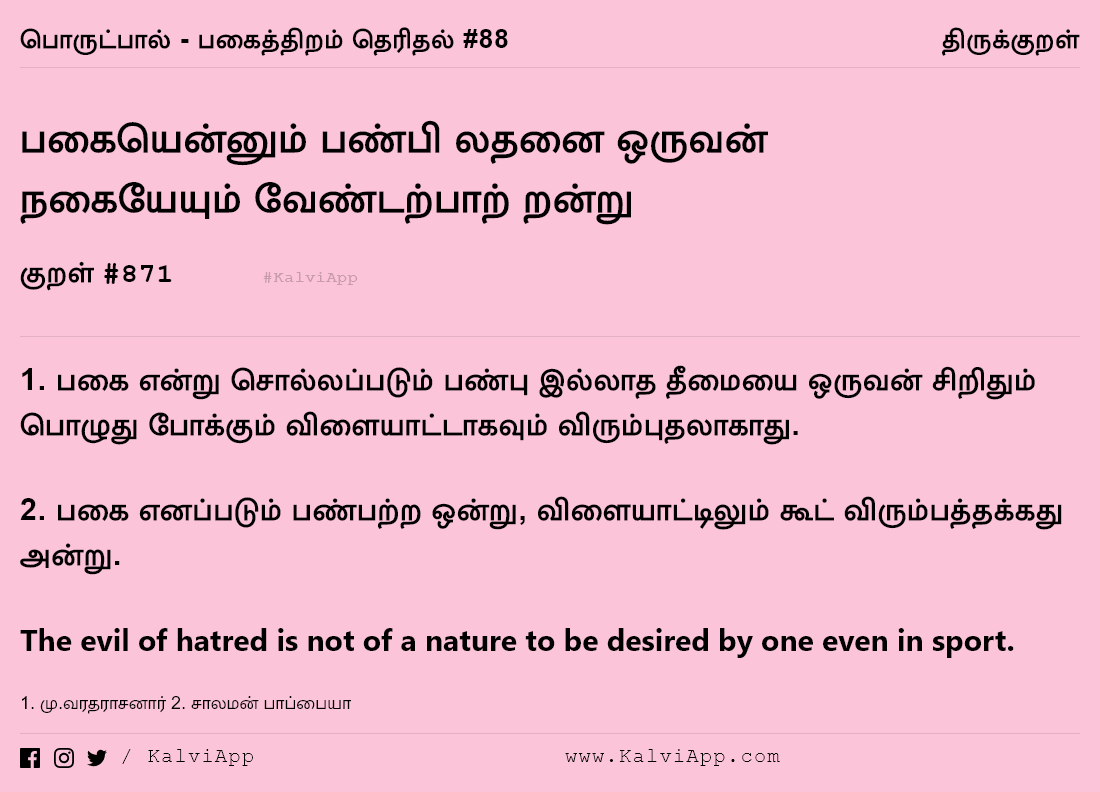 பொருட்பால் - பகைத்திறம் தெரிதல் #88
திருக்குறள்
பகையென்னும் பண்பி லதனை ஒருவன்
நகையேயும் வேண்டற்பாற் றன்று
குறள் #871
#KalviApp
1. பகை என்று சொல்லப்படும் பண்பு இல்லாத தீமையை ஒருவன் சிறிதும்
பொழுது போக்கும் விளையாட்டாகவும் விரும்புதலாகாது.
2. பகை எனப்படும் பண்பற்ற ஒன்று, விளையாட்டிலும் கூட் விரும்பத்தக்கது
அன்று.
The evil of hatred is not of a nature to be desired by one even in sport.
1. மு.வரதராசனார் 2. சாலமன் பாப்பையா
/ KalviApp
www.KalviApp.com